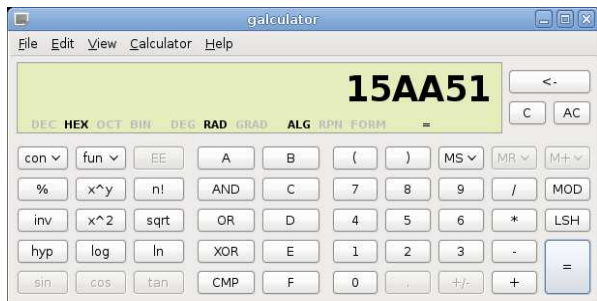 galculator
File Edit View Calculator Help
15AA51
<-
DEC HEX OCT BIN DEG RAD GRAD ALG RPN FORM =
C AC
con fun EE A B ( ) MS MR M+
% x^y n! AND C 7 8 9 / MOD
inv x^2 sqrt OR D 4 5 6 * LSH
hyp log ln XOR E 1 2 3 -
=
sin cos tan CMP F 0 . +/- +